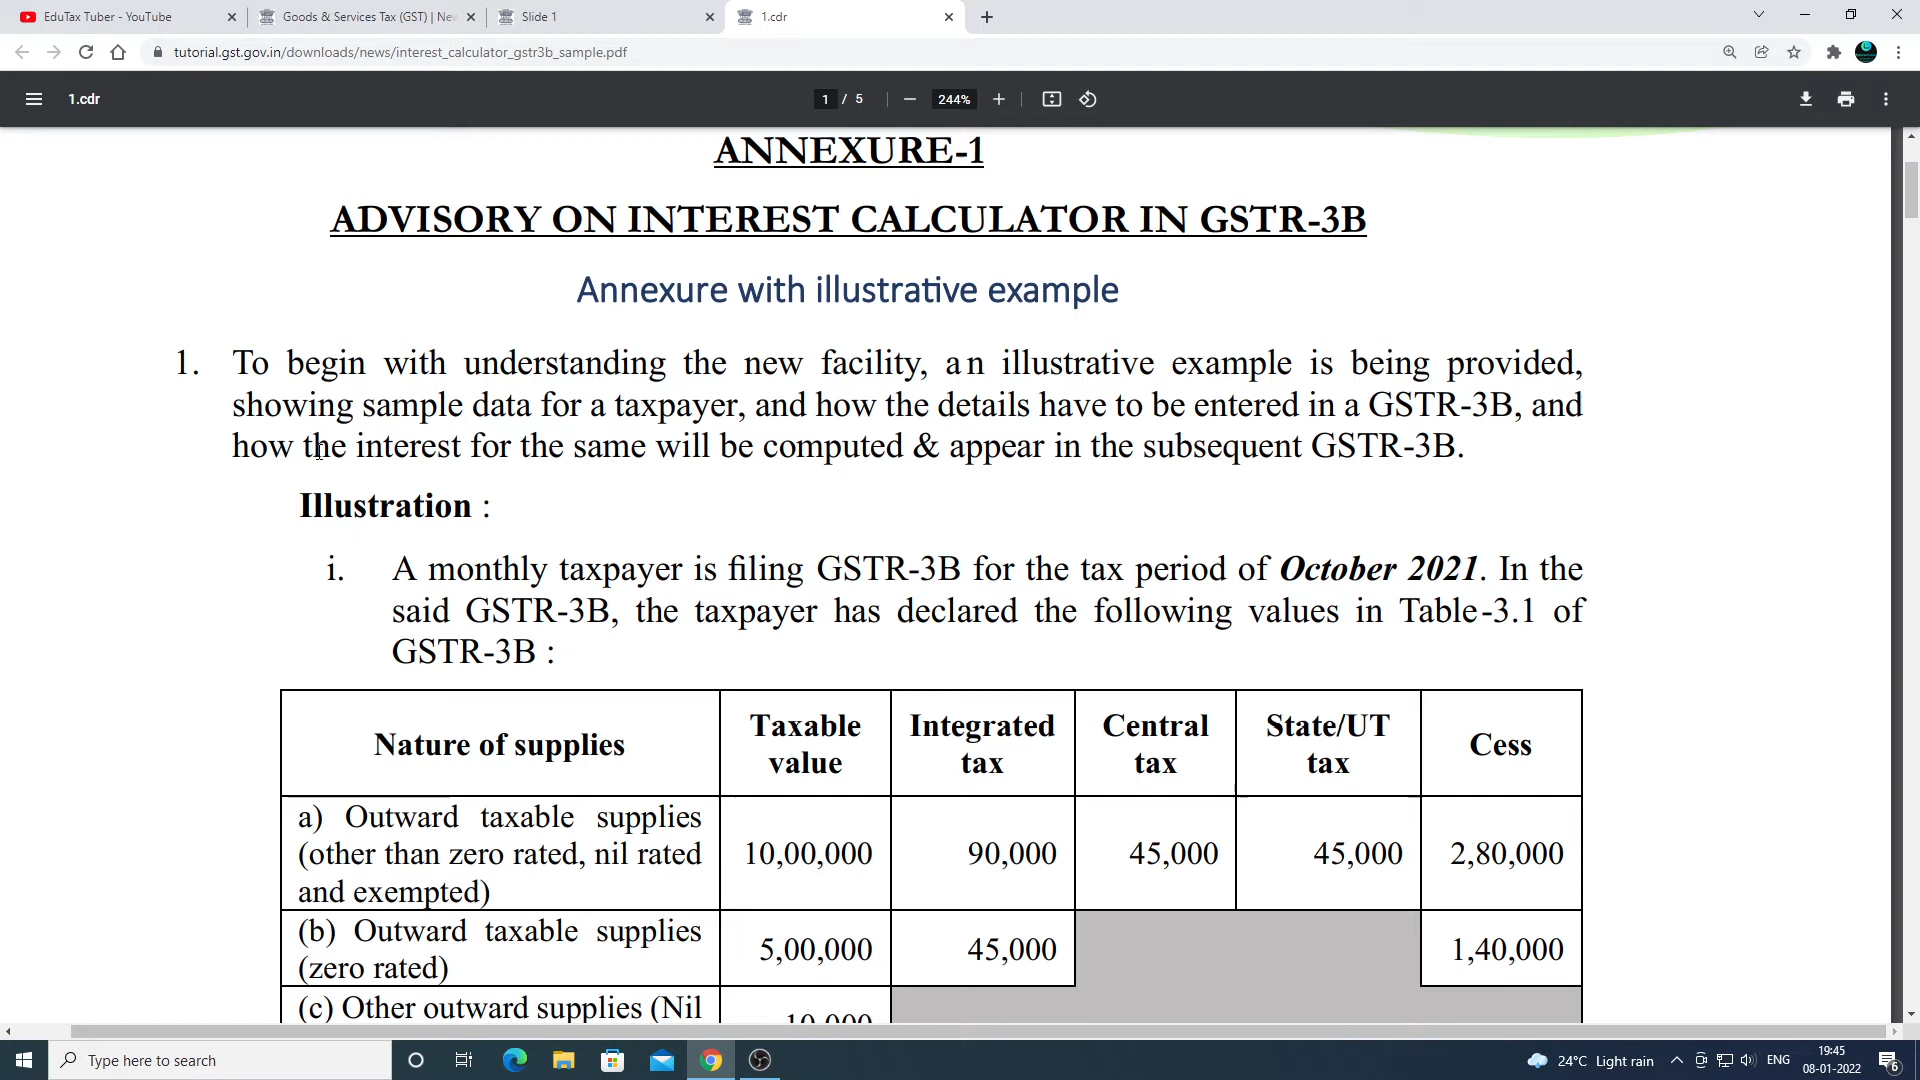 EduTax Tuber - YouTube
Goods & Services Tax (GST) | Ne
Slide 1
1.cdr
tutorial.gst.gov.in/downloads/news/interest_calculator_gstr3b_sample.pdf
1.cdr
1 / 5
244%
ANNEXURE-1
ADVISORY ON INTEREST CALCULATOR IN GSTR-3B
Annexure with illustrative example
1. To begin with understanding the new facility, an illustrative example is being provided,
showing sample data for a taxpayer, and how the details have to be entered in a GSTR-3B, and
how the interest for the same will be computed & appear in the subsequent GSTR-3B.
Illustration :
i. A monthly taxpayer is filing GSTR-3B for the tax period of October 2021. In the
said GSTR-3B, the taxpayer has declared the following values in Table-3.1 of
GSTR-3B :
Nature of supplies
Taxable
value
Integrated
tax
Central
tax
State/UT
tax
Cess
a) Outward taxable supplies
(other than zero rated, nil rated
and exempted)
10,00,000
90,000
45,000
45,000
2,80,000
(b) Outward taxable supplies
(zero rated)
5,00,000
45,000
1,40,000
(c) Other outward supplies (Nil
10,000
Type here to search
24°C Light rain
ENG
19:45
08-01-2022
6